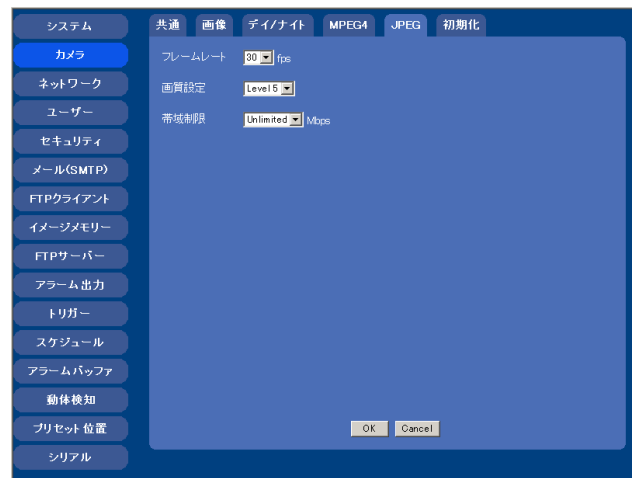 システム
カメラ
ネットワーク
ユーザー
セキュリティ
メール(SMTP)
FTPクライアント
イメージメモリー
FTPサーバー
アラーム出力
トリガー
スケジュール
アラームバッファ
動体検知
プリセット位置
シリアル
共通 画像 デイ/ナイト MPEG4 JPEG 初期化
フレームレート 30 fps
画質設定 Level 5
帯域制限 Unlimited Mbps
OK Cancel